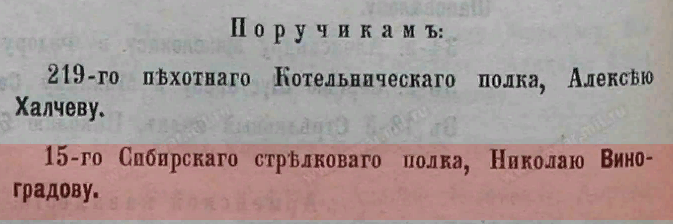 Поручикамъ:
219-го пѣхотнаго Котельническаго полка, Алексѣю
Халчеву.
15-го Сибирскаго стрѣлковаго полка, Николаю Вино-
градову.